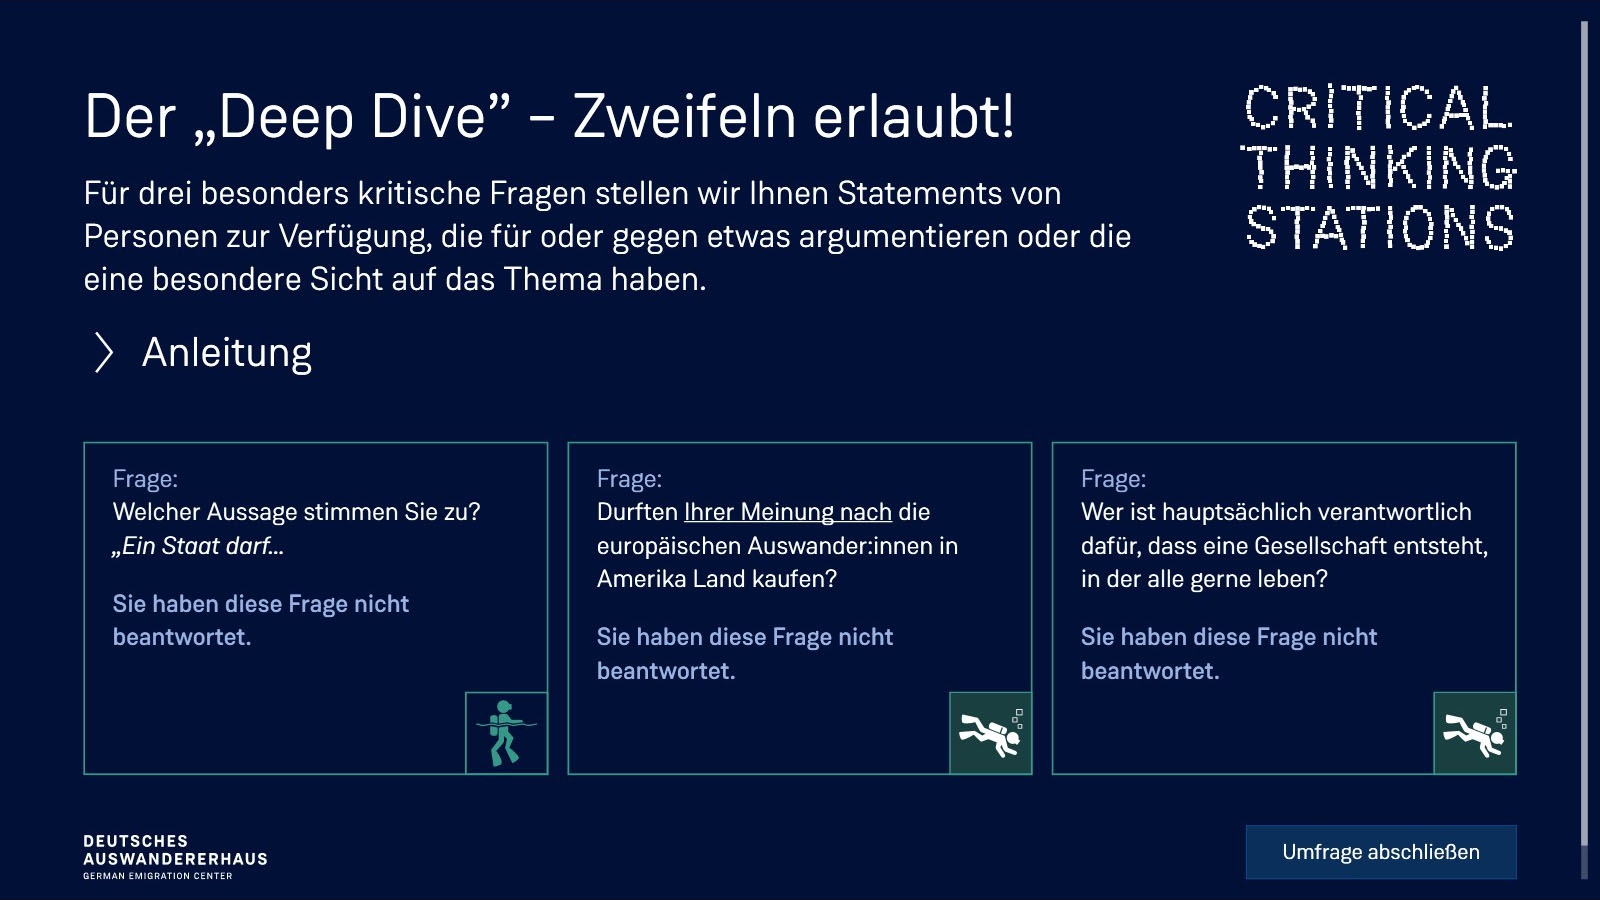 Der „Deep Dive” – Zweifeln erlaubt!
CRITICAL
THINKING
STATIONS
Für drei besonders kritische Fragen stellen wir Ihnen Statements von
Personen zur Verfügung, die für oder gegen etwas argumentieren oder die
eine besondere Sicht auf das Thema haben.
Anleitung
Frage:
Welcher Aussage stimmen Sie zu?
„Ein Staat darf...
Sie haben diese Frage nicht
beantwortet.
Frage:
Durften Ihrer Meinung nach die
europäischen Auswander:innen in
Amerika Land kaufen?
Sie haben diese Frage nicht
beantwortet.
Frage:
Wer ist hauptsächlich verantwortlich
dafür, dass eine Gesellschaft entsteht,
in der alle gerne leben?
Sie haben diese Frage nicht
beantwortet.
DEUTSCHES
AUSWANDERERHAUS
GERMAN EMIGRATION CENTER
Umfrage abschließen